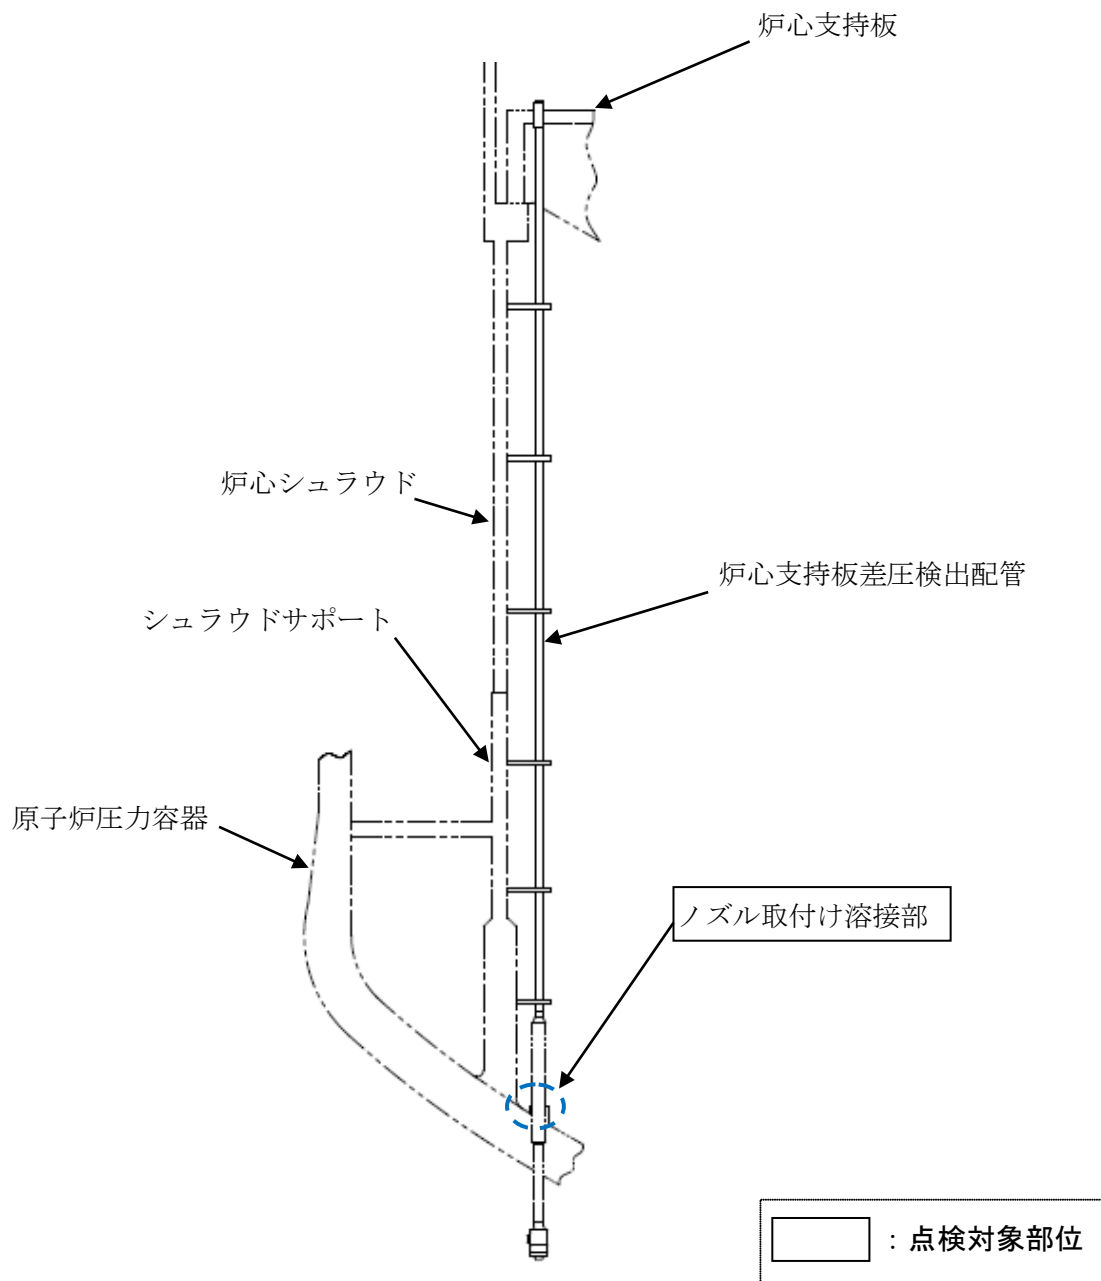 炉心支持板
炉心シュラウド
炉心支持板差圧検出配管
シュラウドサポート
原子炉圧力容器
ノズル取付け溶接部
：点検対象部位